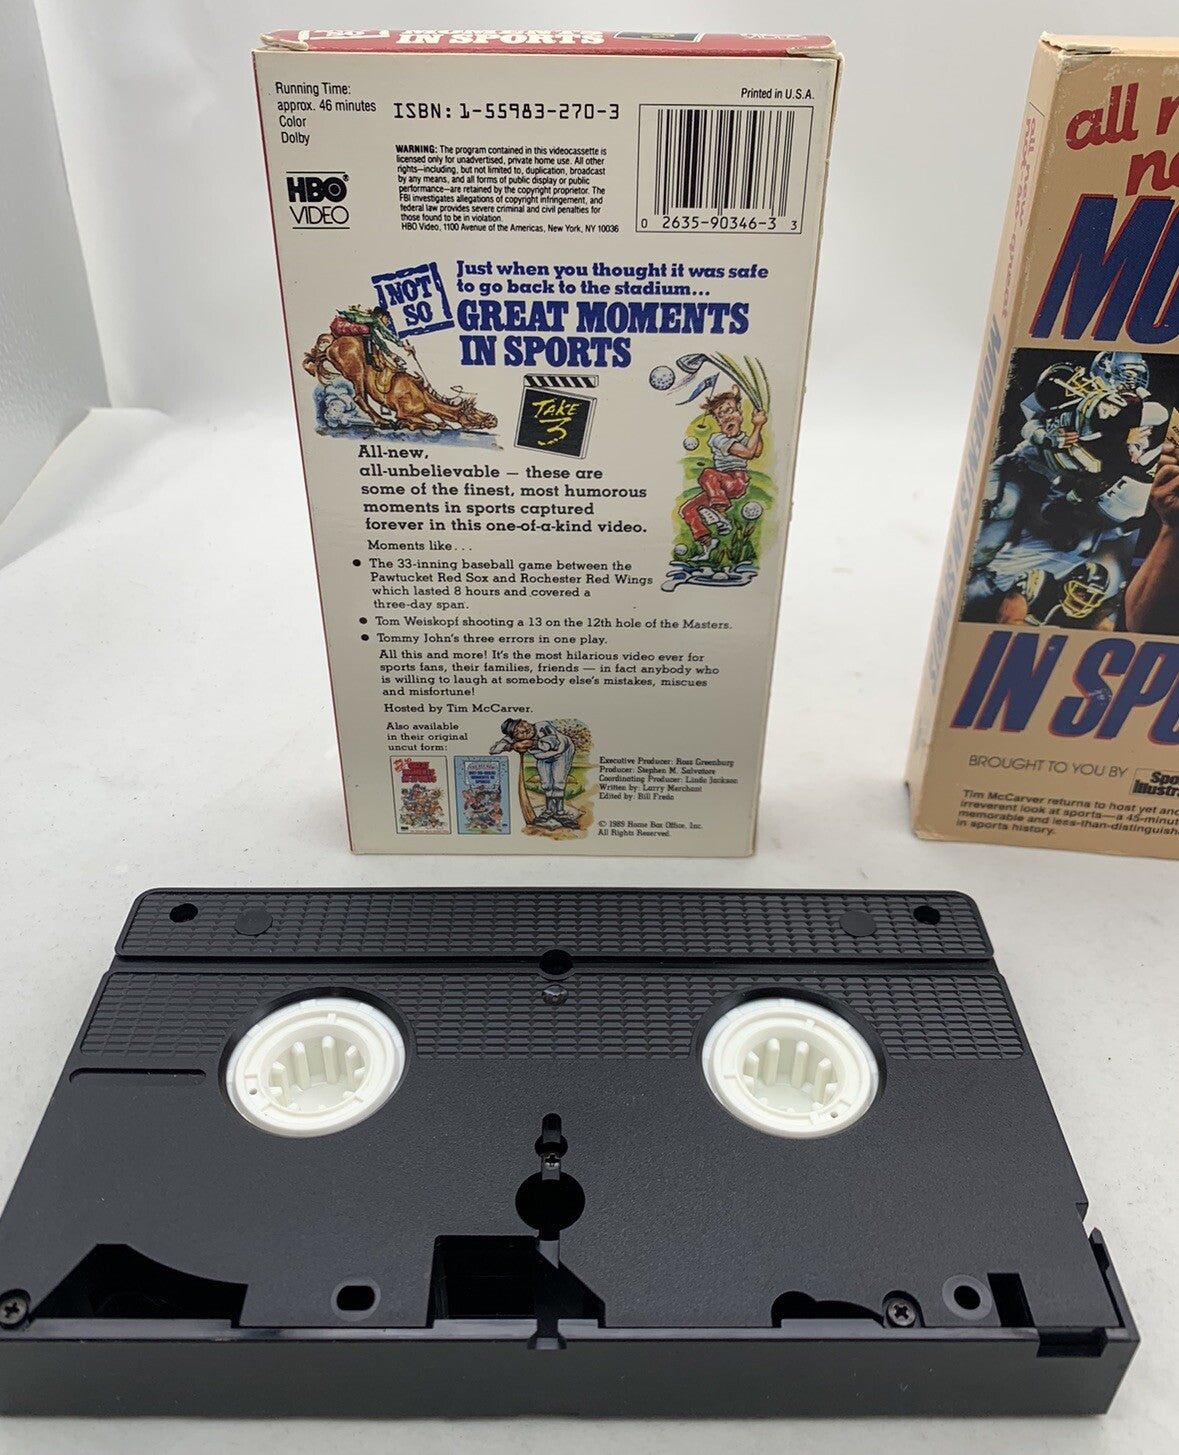 IN SPORTS
Running Time:
approx. 46 minutes
Color
Dolby
ISBN: 1-55983-270-3
Printed in U.S.A.
WARNING: The program contained in this videocassette is
licensed only for unadvertised, private home use. All other
rights—including, but not limited to, duplication, broadcast
by any means, and all forms of public display or public
performance—are retained by the copyright proprietor. The
FBI investigates allegations of copyright infringement, and
federal law provides severe criminal and civil penalties for
those found to be in violation.
HBO Video, 1100 Avenue of the Americas, New York, NY 10036
HBO®
VIDEO
0 2635-90346-3 3
Just when you thought it was safe
to go back to the stadium...
NOT
SO
GREAT MOMENTS
IN SPORTS
TAKE
3
All-new,
all-unbelievable — these are
some of the finest, most humorous
moments in sports captured
forever in this one-of-a-kind video.
Moments like...
● The 33-inning baseball game between the
Pawtucket Red Sox and Rochester Red Wings
which lasted 8 hours and covered a
three-day span.
● Tom Weiskopf shooting a 13 on the 12th hole of the Masters.
● Tommy John's three errors in one play.
All this and more! It's the most hilarious video ever for
sports fans, their families, friends — in fact anybody who
is willing to laugh at somebody else's mistakes, miscues
and misfortune!
Hosted by Tim McCarver.
Also available
in their original
uncut form:
GREAT
MOMENTS
IN SPORTS
Executive Producer: Ross Greenburg
Producer: Stephen M. Salvatore
Coordinating Producer: Linda Jackson
Written by: Larry Merchant
Edited by: Bill Freda
© 1989 Home Box Office, Inc.
All Rights Reserved.
all
MO
IN SPO
MOMENTS IN SPORTS
BROUGHT TO YOU BY
Tim McCarver returns to host yet
irreverent look at sports—a 45-minut
memorable and less-than-distinguish
in sports history.